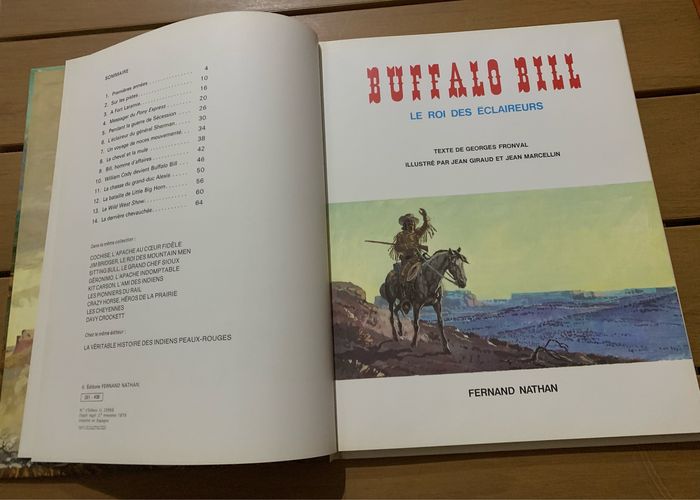 SOMMAIRE
1. Premières années 4
2. Sur les pistes 10
3. A Fort Laramie 16
4. Messager du Pony Express 20
5. Pendant la guerre de Sécession 26
6. L'éclaireur du général Sherman 30
7. Un voyage de noces mouvementé 34
8. Le cheval et la mule 38
9. Bill, homme d'affaires 42
10. William Cody devient Buffalo Bill 46
11. La chasse du grand-duc Alexis 50
12. La bataille de Little Big Horn 56
13. Le Wild West Show 60
14. La dernière chevauchée 64
Dans la même collection :
COCHISE, L'APACHE AU CŒUR FIDÈLE
JIM BRIDGER, LE ROI DES MOUNTAIN MEN
SITTING BULL, LE GRAND CHEF SIOUX
GÉRONIMO, L'APACHE INDOMPTABLE
KIT CARSON, L'AMI DES INDIENS
LES PIONNIERS DU RAIL
CRAZY HORSE, HÉROS DE LA PRAIRIE
LES CHEYENNES
DAVY CROCKETT
Chez le même éditeur :
LA VÉRITABLE HISTOIRE DES INDIENS PEAUX-ROUGES
Éditions FERNAND NATHAN
BUFFALO BILL
LE ROI DES ÉCLAIREURS
TEXTE DE GEORGES FRONVAL
ILLUSTRÉ PAR JEAN GIRAUD ET JEAN MARCELLIN
FERNAND NATHAN